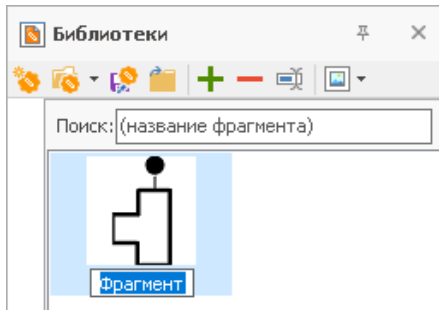 Библиотеки
Поиск: (название фрагмента)
Фрагмент